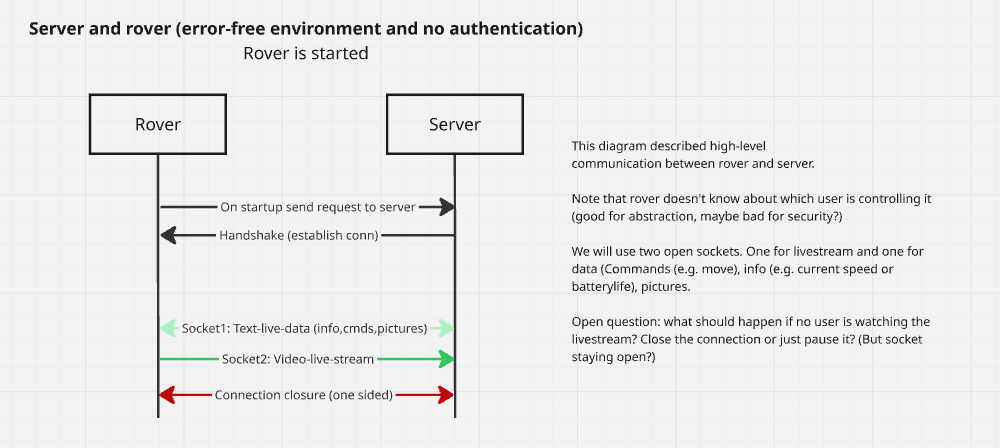 Server and rover (error-free environment and no authentication)
Rover is started
Rover
Server
On startup send request to server
Handshake (establish conn)
Socket1: Text-live-data (info,cmds,pictures)
Socket2: Video-live-stream
Connection closure (one sided)
This diagram described high-level
communication between rover and server.
Note that rover doesn't know about which user is controlling it
(good for abstraction, maybe bad for security?)
We will use two open sockets. One for livestream and one for
data (Commands (e.g. move), info (e.g. current speed or
batterylife), pictures.
Open question: what should happen if no user is watching the
livestream? Close the connection or just pause it? (But socket
staying open?)